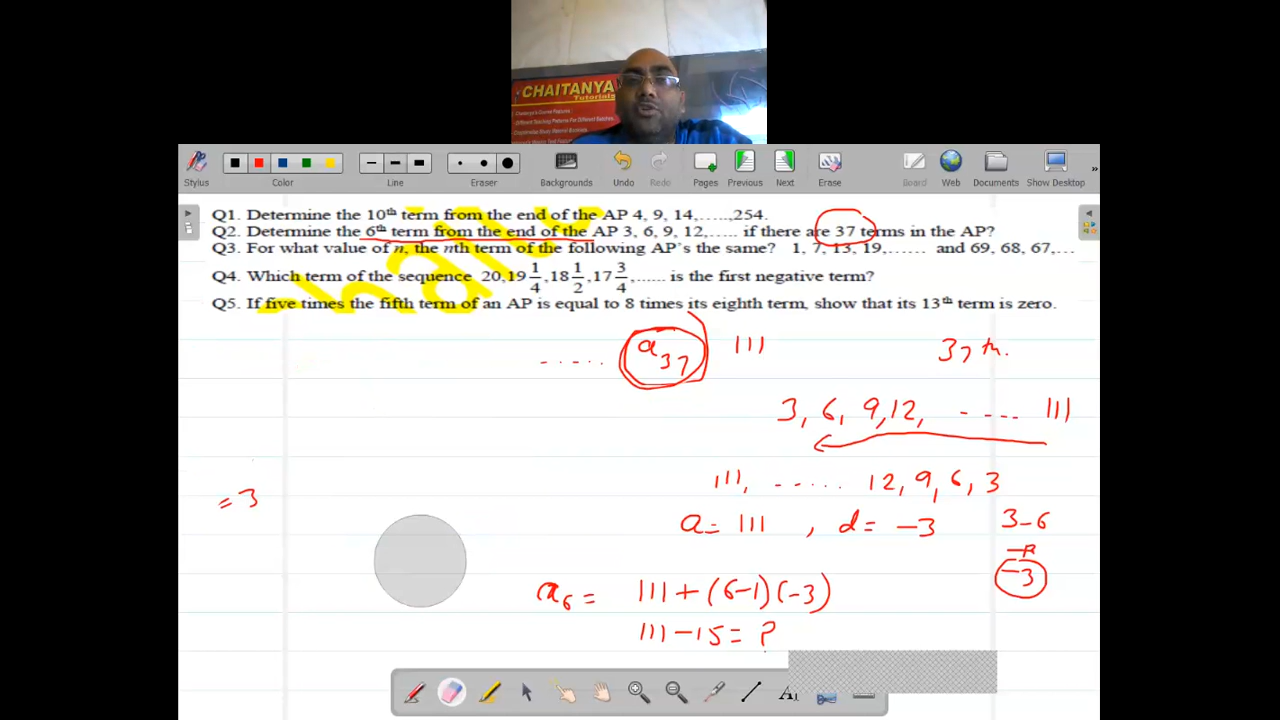 CHAITANYA
Tutorials
Stylus
Color
Line
Eraser
Backgrounds
Undo
Redo
Pages
Previous
Next
Erase
Board
Web
Documents
Show Desktop
Q1. Determine the 10th term from the end of the AP 4, 9, 14,…..,254.
Q2. Determine the 6th term from the end of the AP 3, 6, 9, 12,….. if there are 37 terms in the AP?
Q3. For what value of n, the nth term of the following AP's the same? 1, 7, 13, 19,…… and 69, 68, 67,…
Q4. Which term of the sequence 20, 19 1/4, 18 1/2, 17 3/4, ...... is the first negative term?
Q5. If five times the fifth term of an AP is equal to 8 times its eighth term, show that its 13th term is zero.
..... a37 111 37th.
3, 6, 9, 12, ..... 111
111, ..... 12, 9, 6, 3
= 3
a = 111 , d = -3 3-6
-3
a6 = 111 + (6-1)(-3)
111 - 15 = ?